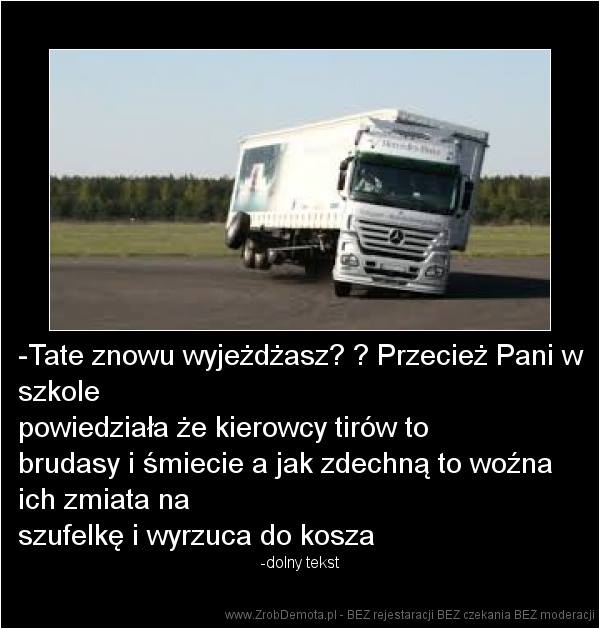 Mercedes-Benz
-Tate znowu wyjeżdżasz? ? Przecież Pani w
szkole
powiedziała że kierowcy tirów to
brudasy i śmiecie a jak zdechną to woźna
ich zmiata na
szufelkę i wyrzuca do kosza
-dolny tekst
www.ZrobDemota.pl - BEZ rejestaracji BEZ czekania BEZ moderacji